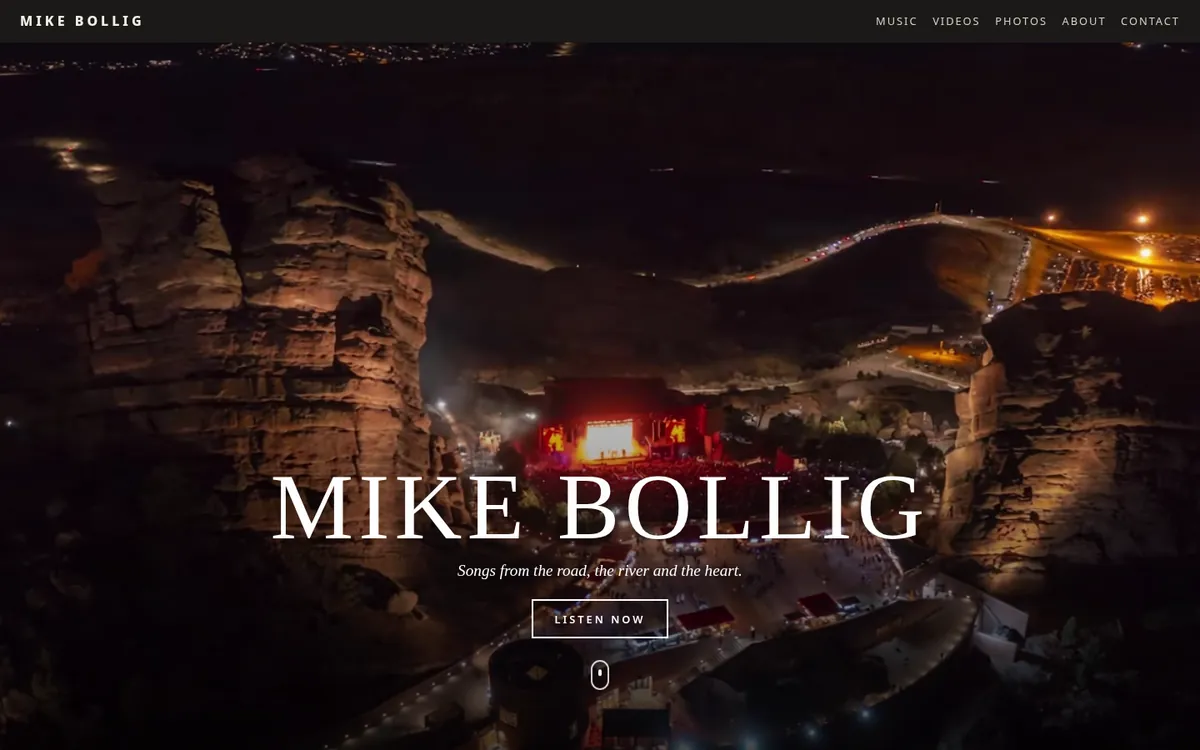 MIKE BOLLIG
MUSIC VIDEOS PHOTOS ABOUT CONTACT
MIKE BOLLIG
Songs from the road, the river and the heart.
LISTEN NOW